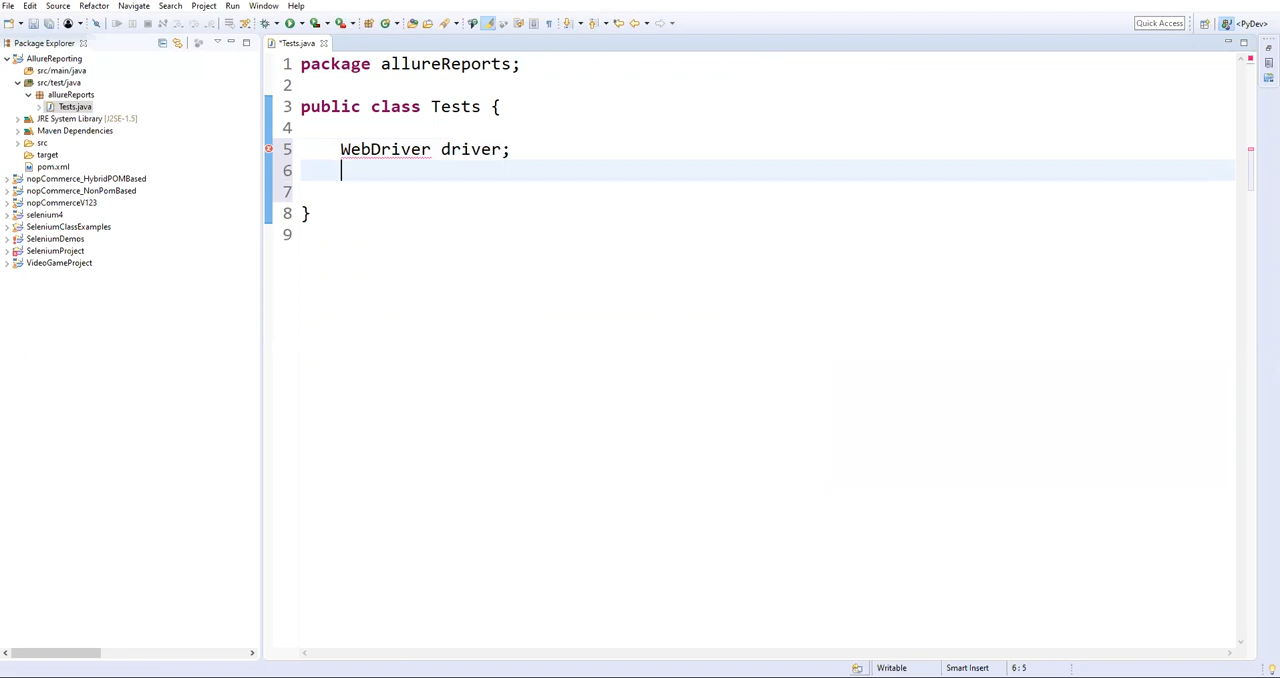 File Edit Source Refactor Navigate Search Project Run Window Help
Quick Access <PyDev>
Package Explorer
*Tests.java
AllureReporting
src/main/java
src/test/java
allureReports
Tests.java
JRE System Library [J2SE-1.5]
Maven Dependencies
src
target
pom.xml
nopCommerce_HybridPOMBased
nopCommerce_NonPomBased
nopCommerceV123
selenium4
SeleniumClassExamples
SeleniumDemos
SeleniumProject
VideoGameProject
1 package allureReports;
2
3 public class Tests {
4
5 WebDriver driver;
6
7
8 }
9
Writable Smart Insert 6 : 5